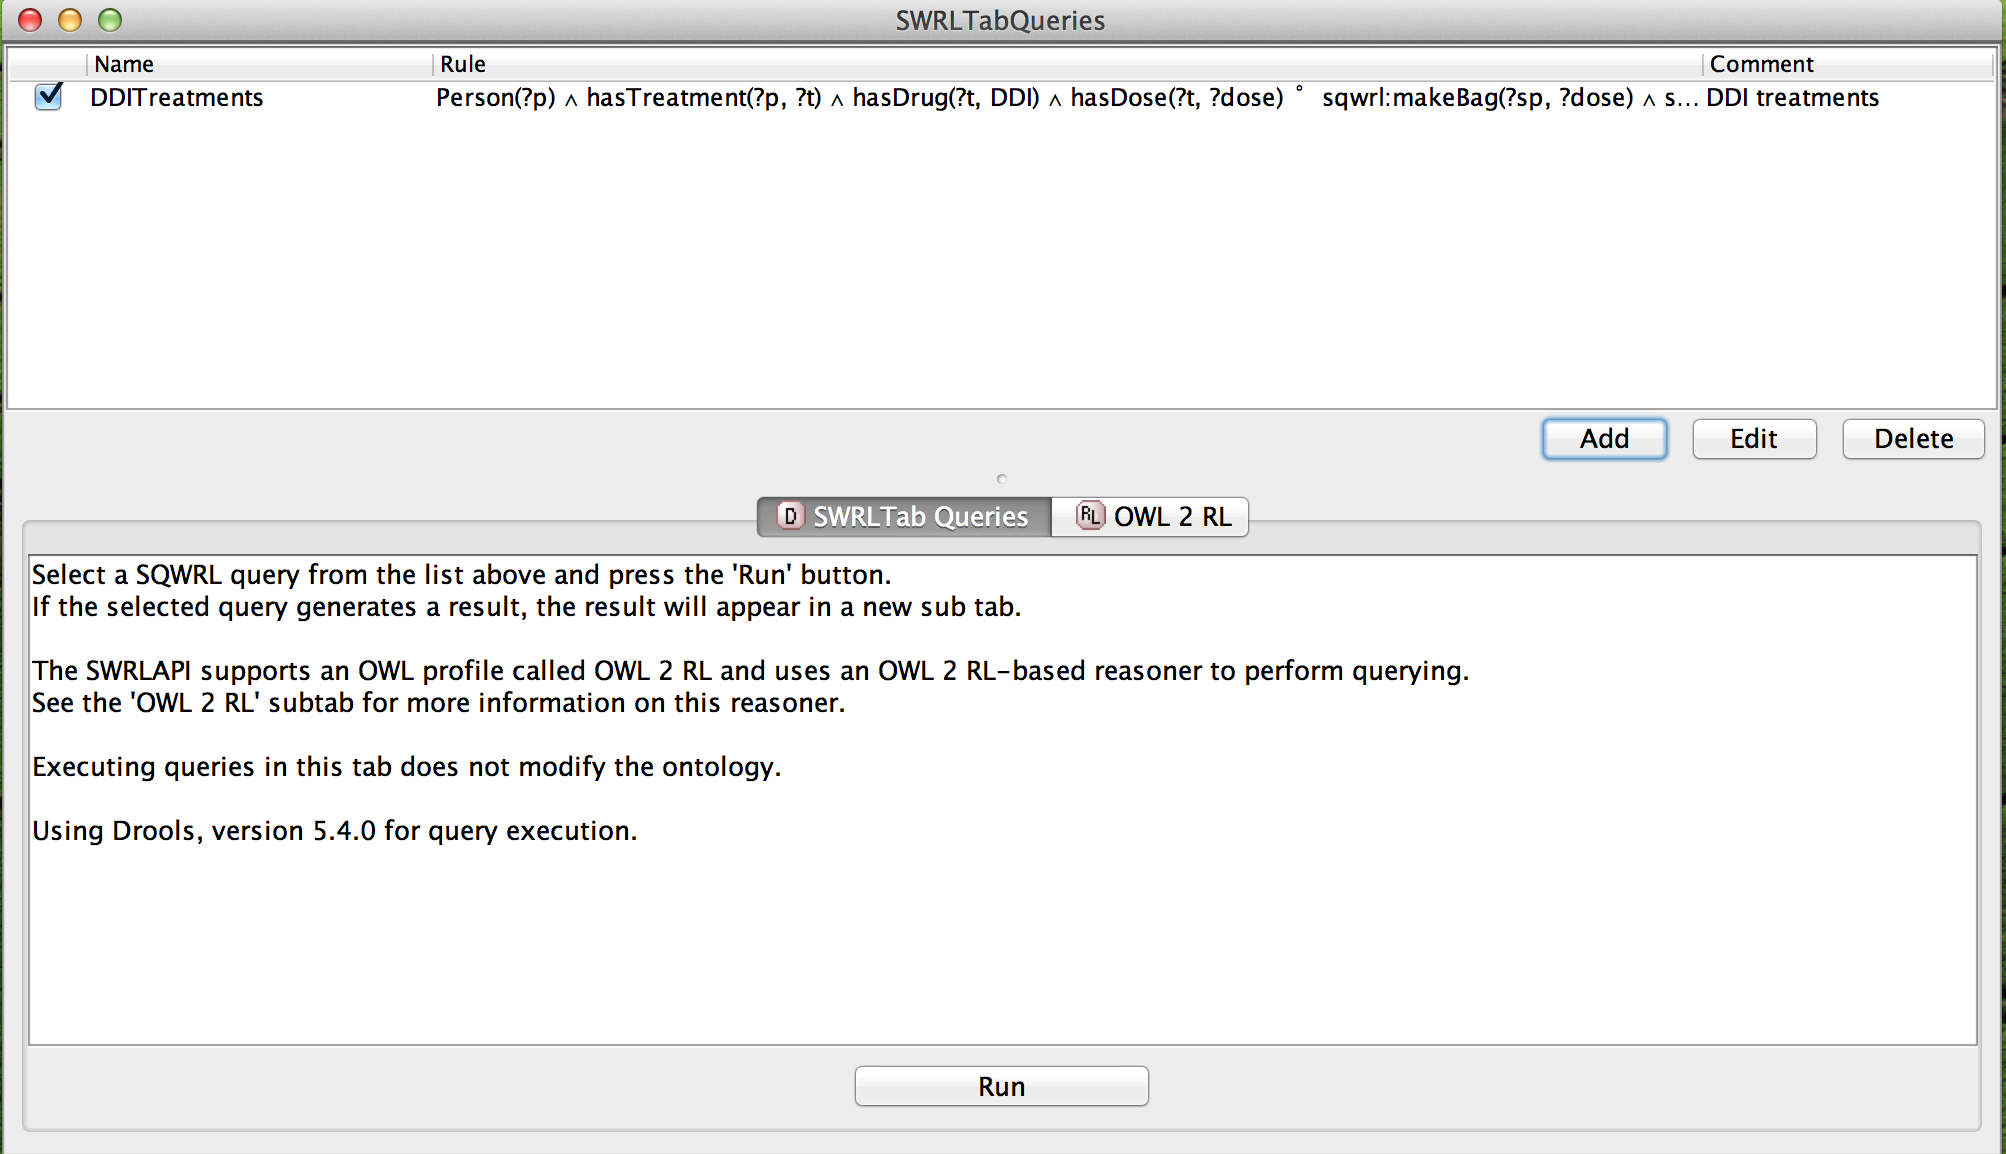 SWRLTabQueries
Name Rule Comment
DDITreatments Person(?p) ∧ hasTreatment(?p, ?t) ∧ hasDrug(?t, DDI) ∧ hasDose(?t, ?dose) ˚ sqwrl:makeBag(?sp, ?dose) ∧ s... DDI treatments
Add Edit Delete
D SWRLTab Queries RL OWL 2 RL
Select a SQWRL query from the list above and press the 'Run' button.
If the selected query generates a result, the result will appear in a new sub tab.
The SWRLAPI supports an OWL profile called OWL 2 RL and uses an OWL 2 RL-based reasoner to perform querying.
See the 'OWL 2 RL' subtab for more information on this reasoner.
Executing queries in this tab does not modify the ontology.
Using Drools, version 5.4.0 for query execution.
Run